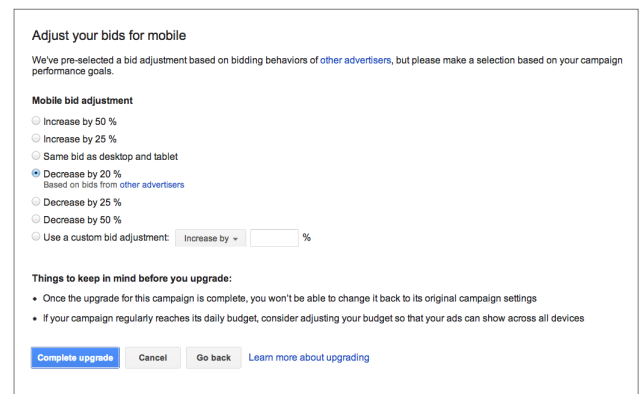 Adjust your bids for mobile
We've pre-selected a bid adjustment based on bidding behaviors of other advertisers, but please make a selection based on your campaign
performance goals.
Mobile bid adjustment
Increase by 50 %
Increase by 25 %
Same bid as desktop and tablet
Decrease by 20 %
Based on bids from other advertisers
Decrease by 25 %
Decrease by 50 %
Use a custom bid adjustment: Increase by %
Things to keep in mind before you upgrade:
• Once the upgrade for this campaign is complete, you won't be able to change it back to its original campaign settings
• If your campaign regularly reaches its daily budget, consider adjusting your budget so that your ads can show across all devices
Complete upgrade Cancel Go back Learn more about upgrading